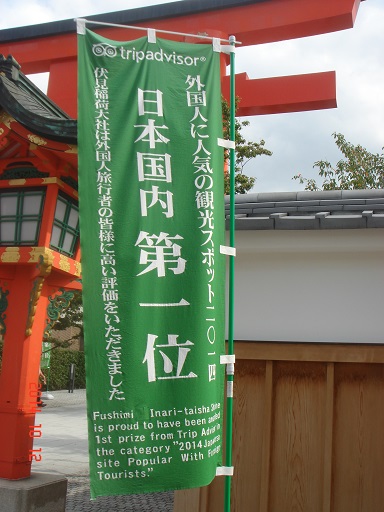 tripadvisor®
外国人に人気の観光スポット二〇一四
日本国内 第一位
伏見稲荷大社は外国人旅行者の皆様に高い評価をいただきました
Fushimi Inari-taisha Shrine
is proud to have been awarded
1st prize from Trip Advisor in
the category "2014 Japanese
site Popular With Foreign
Tourists."